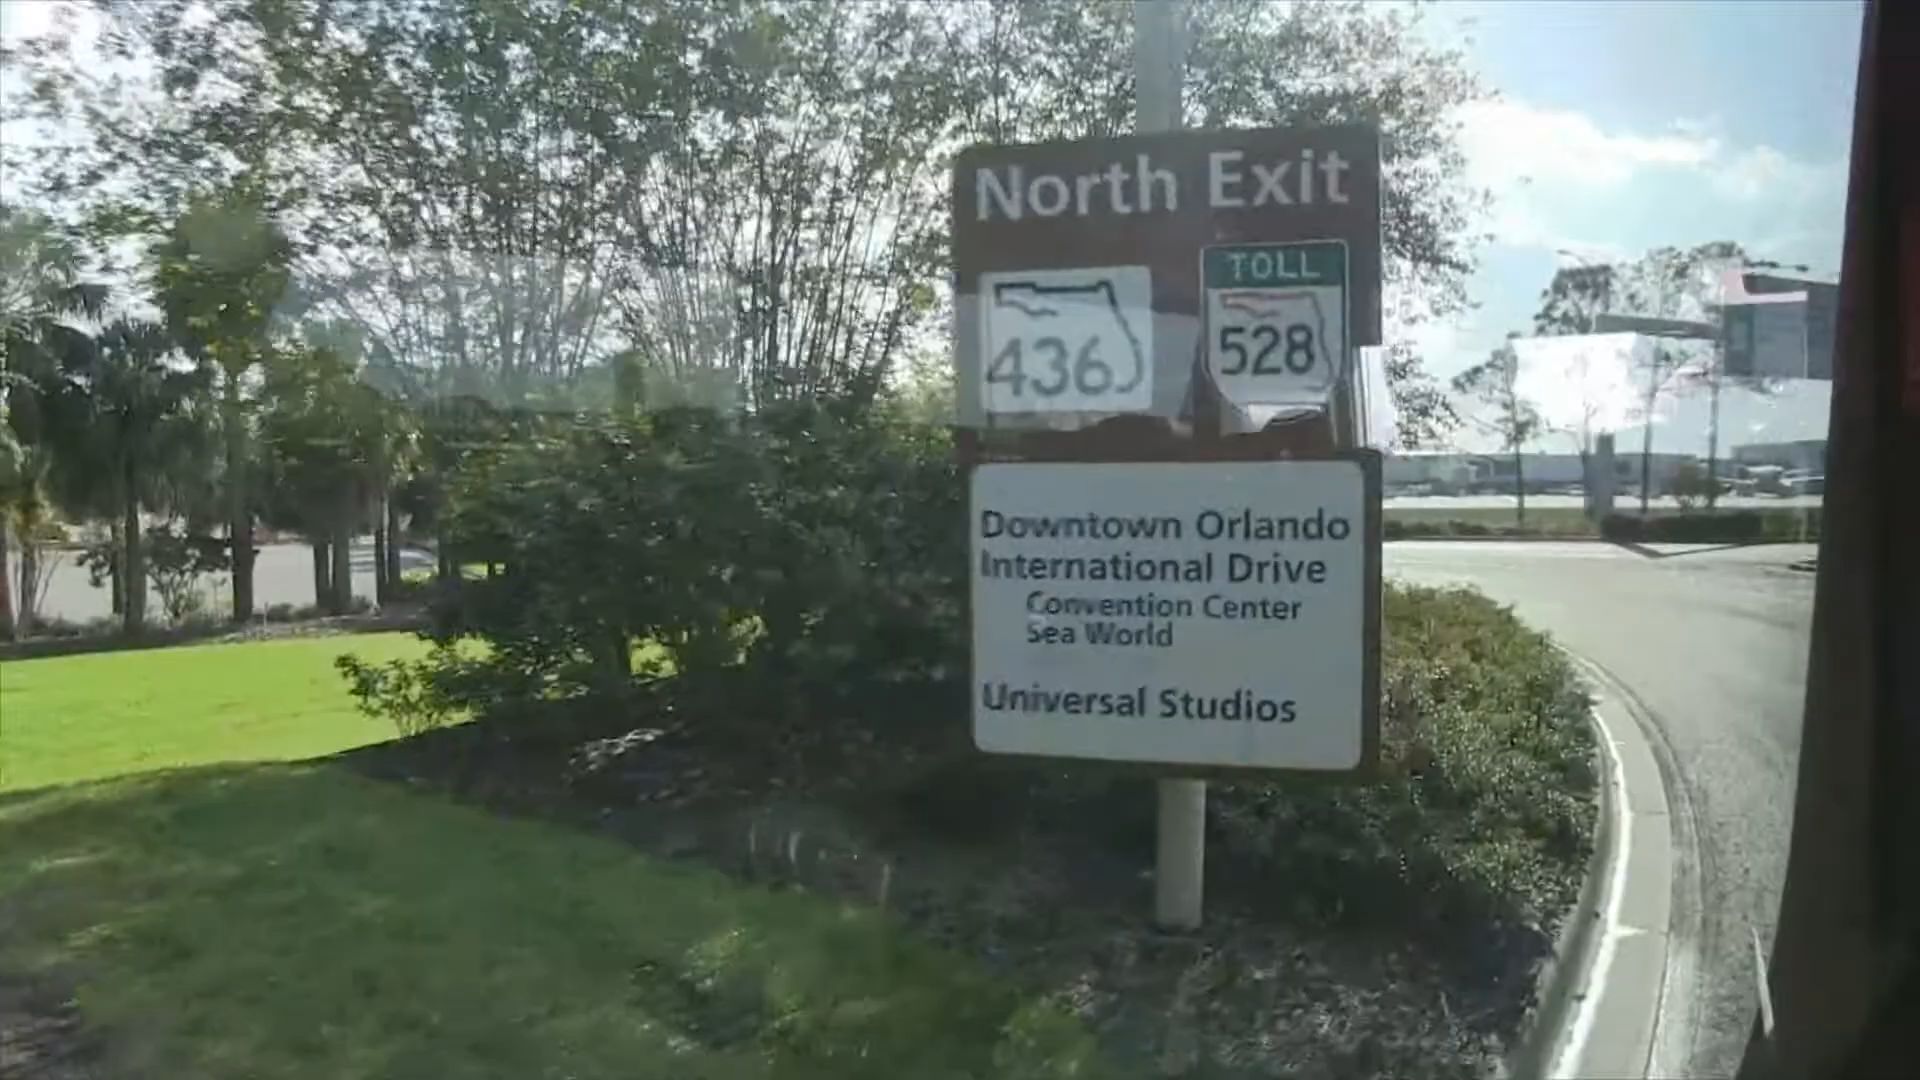 North Exit
TOLL
436
528
Downtown Orlando
International Drive
Convention Center
Sea World
Universal Studios